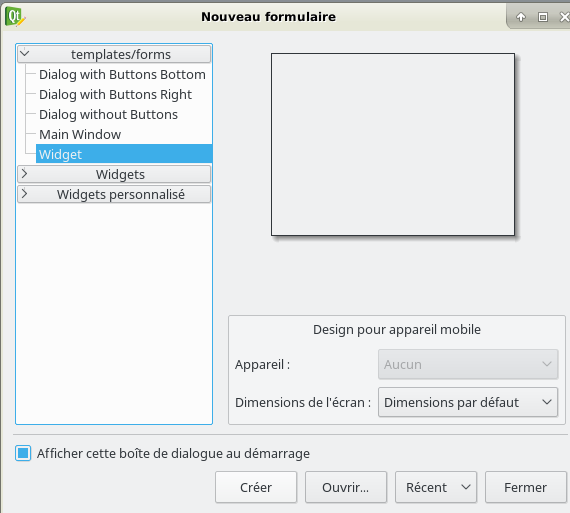 Qt
Nouveau formulaire
templates/forms
Dialog with Buttons Bottom
Dialog with Buttons Right
Dialog without Buttons
Main Window
Widget
Widgets
Widgets personnalisé
Design pour appareil mobile
Appareil : Aucun
Dimensions de l'écran : Dimensions par défaut
Afficher cette boîte de dialogue au démarrage
Créer Ouvrir... Récent Fermer